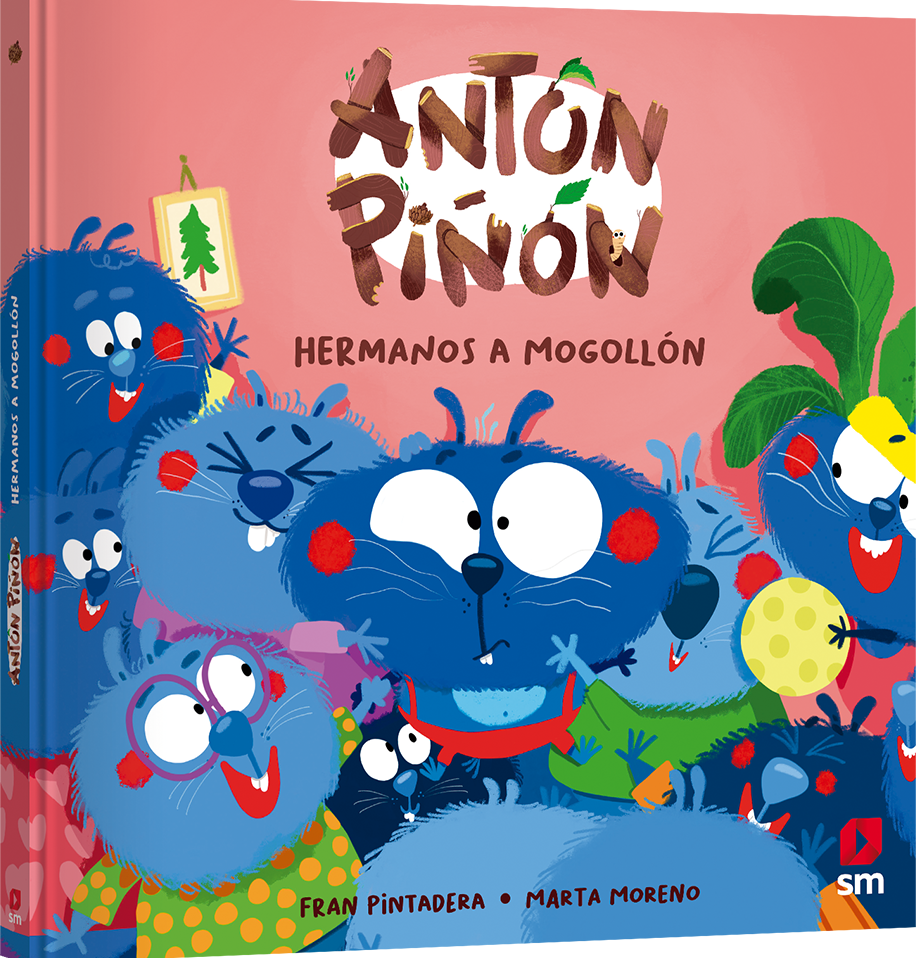 ANTÓN
PIÑÓN
HERMANOS A MOGOLLÓN
FRAN PINTADERA • MARTA MORENO
sm
HERMANOS A MOGOLLÓN
ANTÓN PIÑÓN
sm